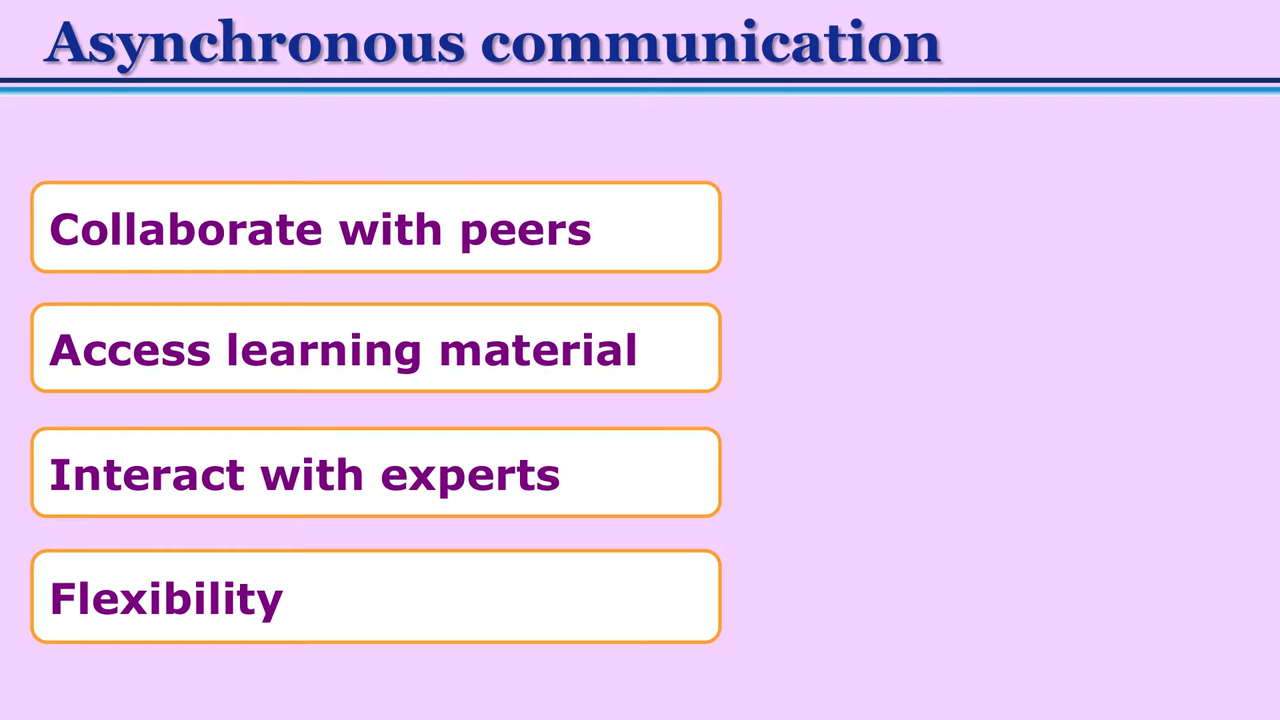 Asynchronous communication
Collaborate with peers
Access learning material
Interact with experts
Flexibility